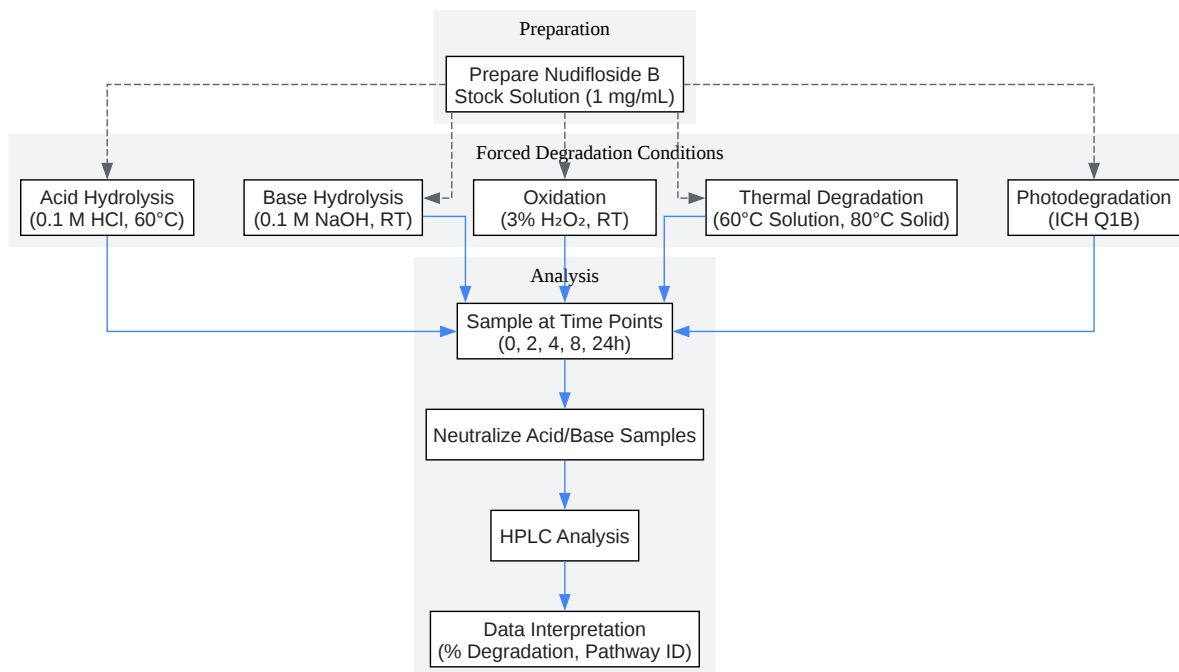 Preparation
Prepare Nudifloside B
Stock Solution (1 mg/mL)
Forced Degradation Conditions
Acid Hydrolysis
(0.1 M HCl, 60°C)
Base Hydrolysis
(0.1 M NaOH, RT)
Oxidation
(3% H₂O₂, RT)
Thermal Degradation
(60°C Solution, 80°C Solid)
Photodegradation
(ICH Q1B)
Analysis
Sample at Time Points
(0, 2, 4, 8, 24h)
Neutralize Acid/Base Samples
HPLC Analysis
Data Interpretation
(% Degradation, Pathway ID)